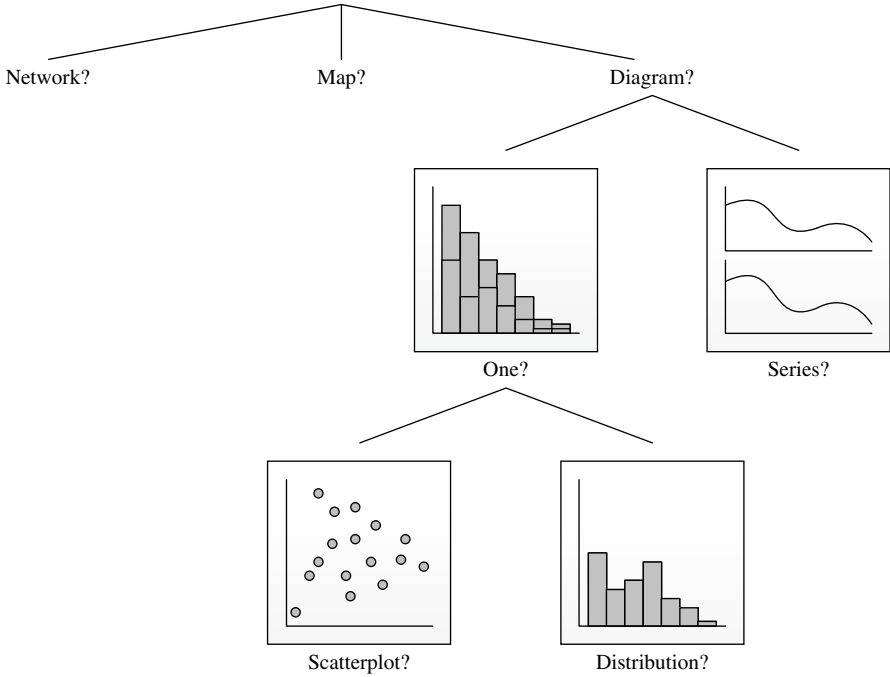 Network?
Map?
Diagram?
One?
Series?
Scatterplot?
Distribution?